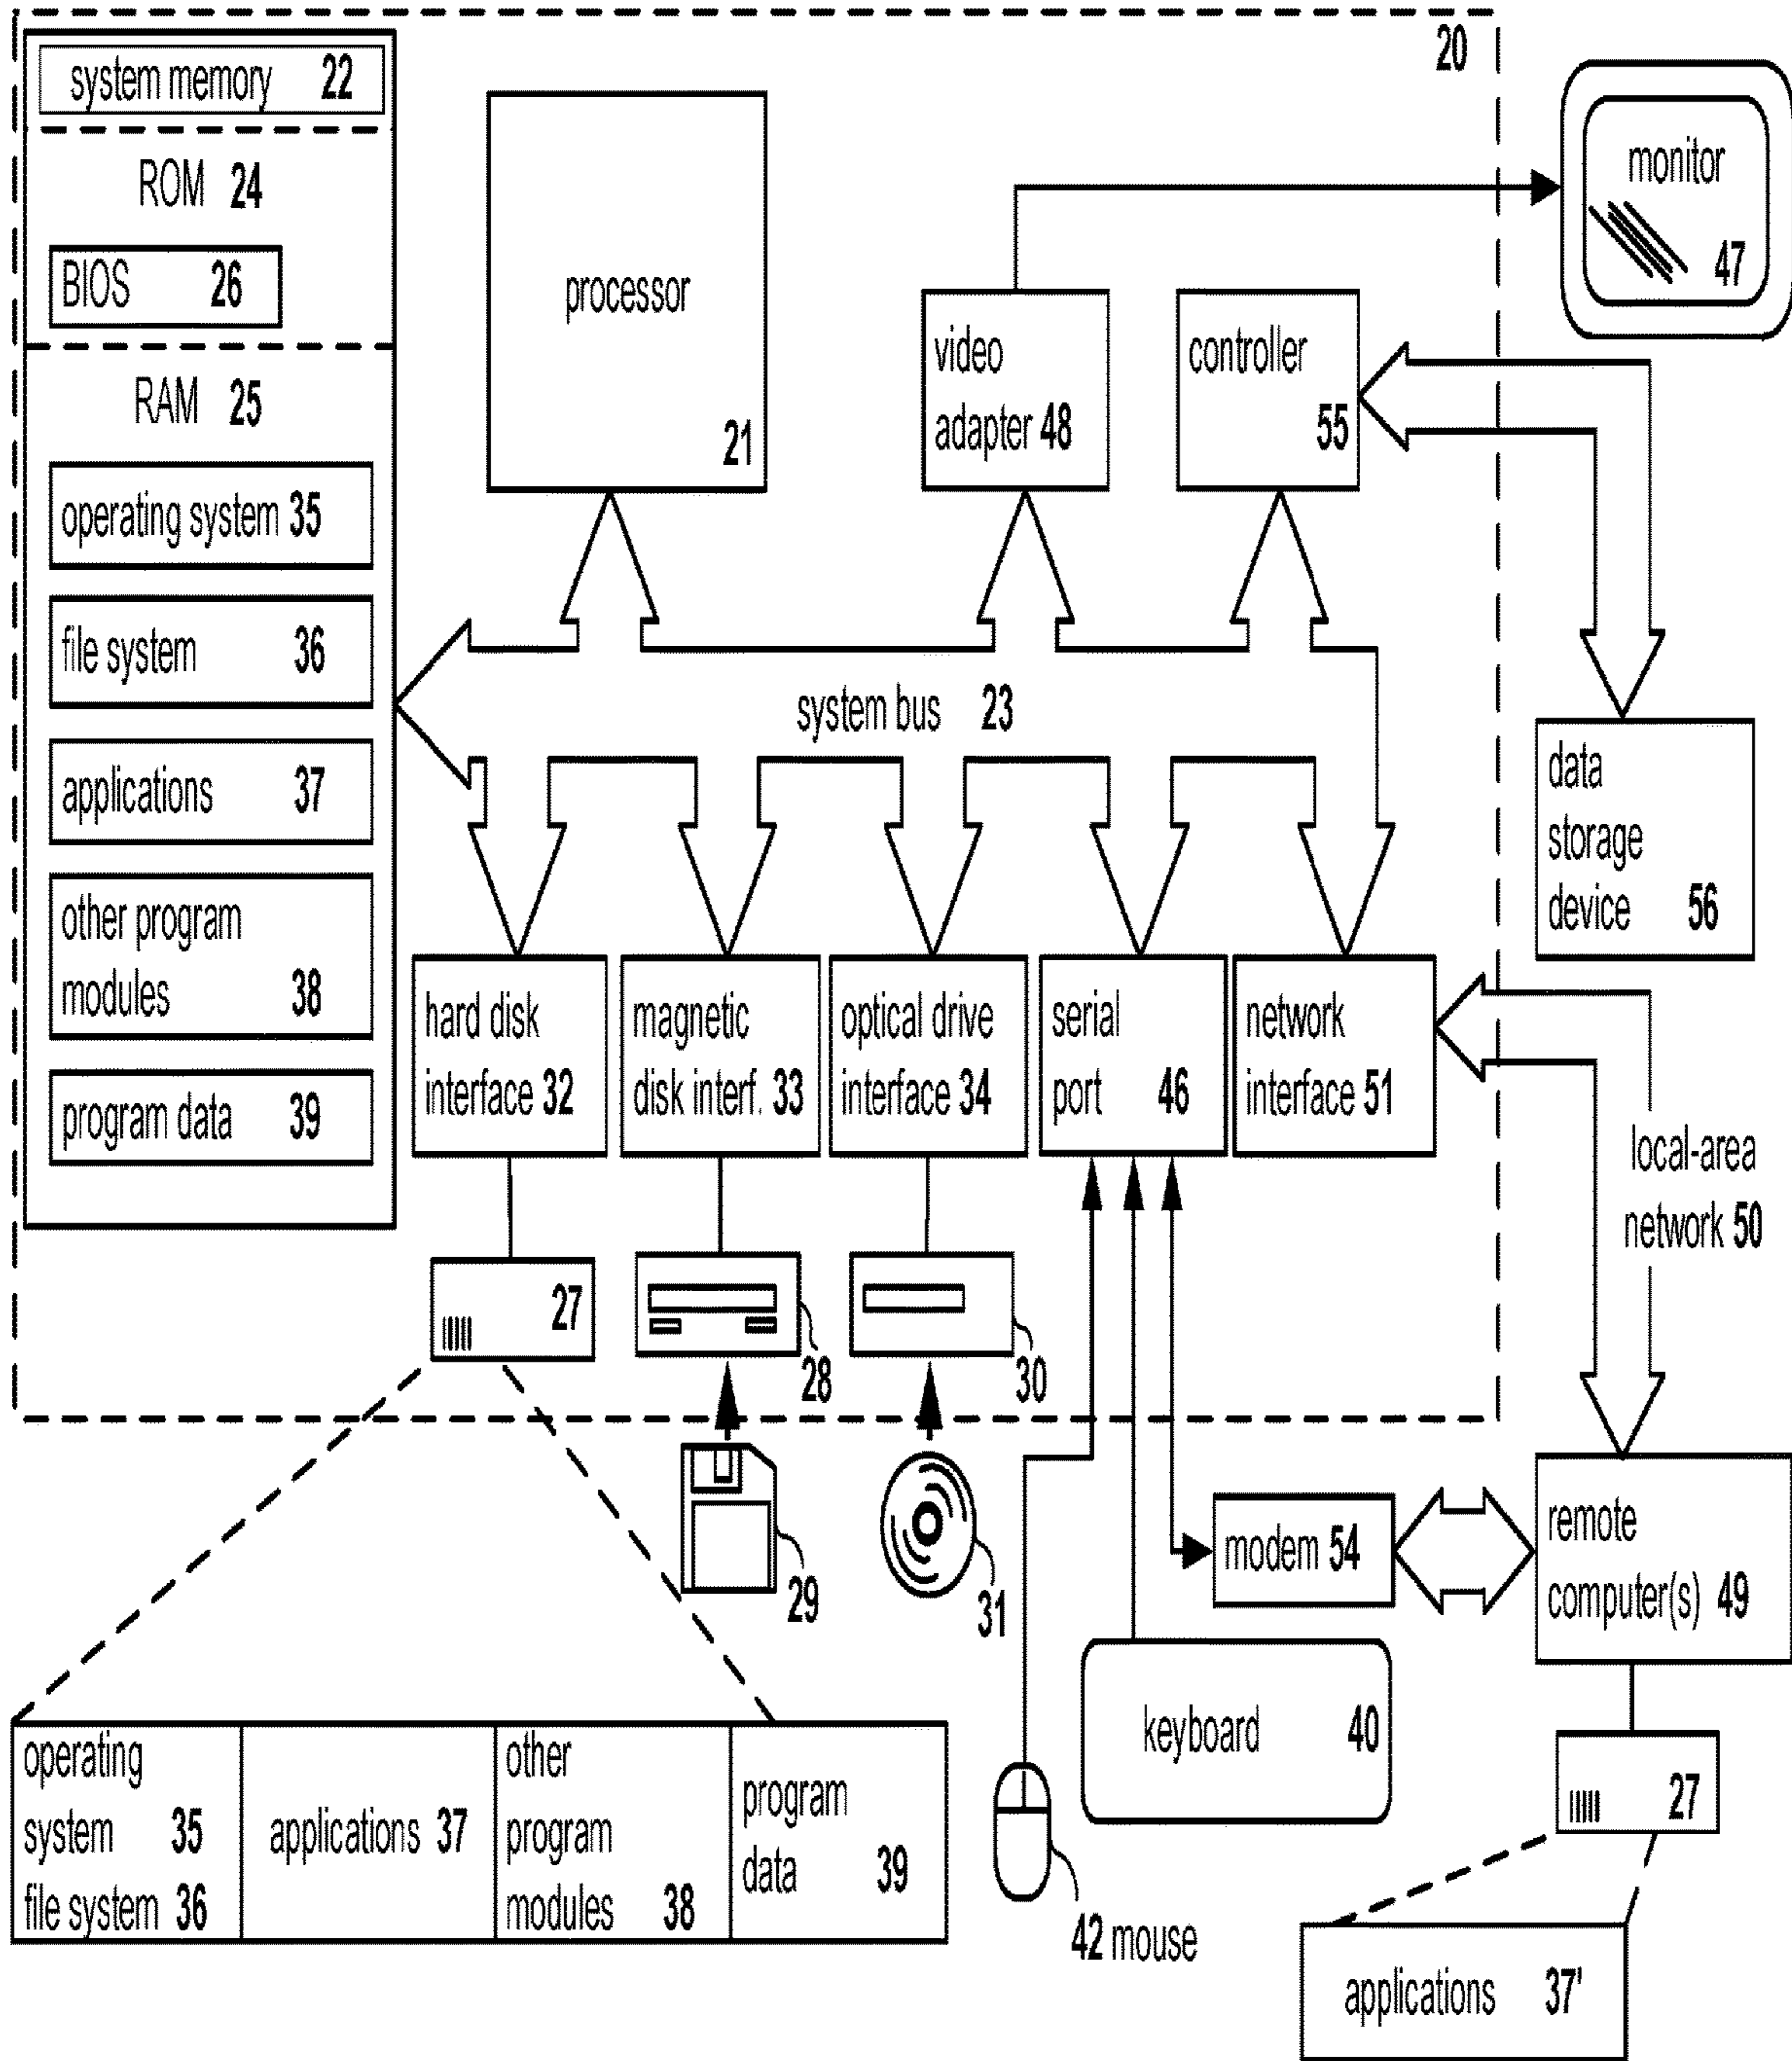 20
system memory 22
ROM 24
BIOS 26
RAM 25
operating system 35
file system 36
applications 37
other program
modules 38
program data 39
processor
21
video
adapter 48
controller
55
monitor
47
system bus 23
data
storage
device 56
hard disk
interface 32
magnetic
disk interf. 33
optical drive
interface 34
serial
port 46
network
interface 51
local-area
network 50
27
28
30
29
31
modem 54
remote
computer(s) 49
keyboard 40
27
operating
system 35
file system 36
applications 37
other
program
modules 38
program
data 39
42 mouse
applications 37'